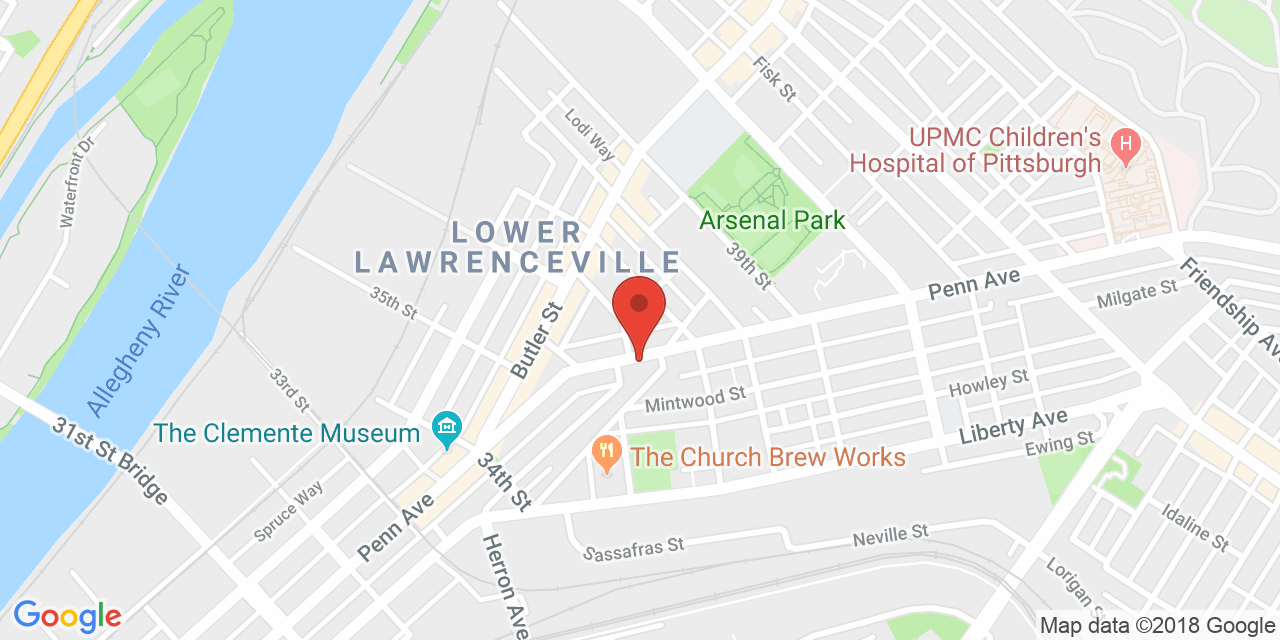 Fisk St
Lodi Way
UPMC Children's
Hospital of Pittsburgh
Waterfront Dr
Arsenal Park
LOWER
LAWRENCEVILLE
39th St
Penn Ave
Friendship Ave
Milgate St
35th St
Allegheny River
Butler St
33rd St
Howley St
Mintwood St
Liberty Ave
Ewing St
31st St Bridge
The Clemente Museum
The Church Brew Works
34th St
Spruce Way
Penn Ave
Idaline St
Neville St
Sassafras St
Herron Ave
Lorigan S
Google
Map data ©2018 Google
H